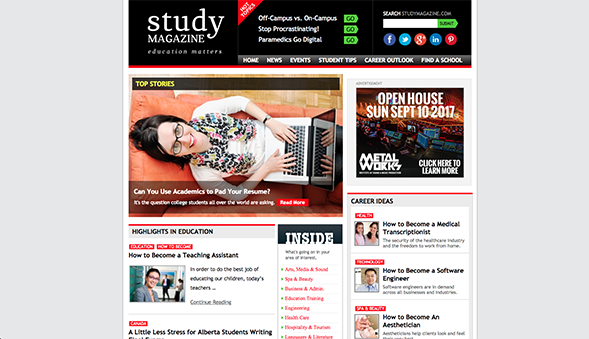 study
MAGAZINE
education matters
HOT
TOPICS
Off-Campus vs. On-Campus GO
Stop Procrastinating! GO
Paramedics Go Digital GO
SEARCH STUDYMAGAZINE.COM
SUBMIT
HOME NEWS EVENTS STUDENT TIPS CAREER OUTLOOK FIND A SCHOOL
TOP STORIES
Can You Use Academics to Pad Your Resume?
It's the question college students all over the world are asking. Read More
ADVERTISEMENT
OPEN HOUSE
SUN SEPT 10·2017
METAL
WORKS
CLICK HERE TO
LEARN MORE
HIGHLIGHTS IN EDUCATION
EDUCATION HOW TO BECOME
How to Become a Teaching Assistant
In order to do the best job of
educating our children, today's
teachers ...
Continue Reading
CANADA
A Little Less Stress for Alberta Students Writing
INSIDE
What's going on in your
area of interest.
Arts, Media & Sound
Spa & Beauty
Business & Admin
Education Training
Engineering
Health Care
Hospitality & Tourism
Languages & Literature
CAREER IDEAS
HEALTH
How to Become a Medical
Transcriptionist
The security of the healthcare industry
and the freedom to work from home.
TECHNOLOGY
How to Become a Software
Engineer
Software engineers are in demand
across all businesses and industries.
SPA & BEAUTY
How to Become An
Aesthetician
Aestheticians help clients look and feel